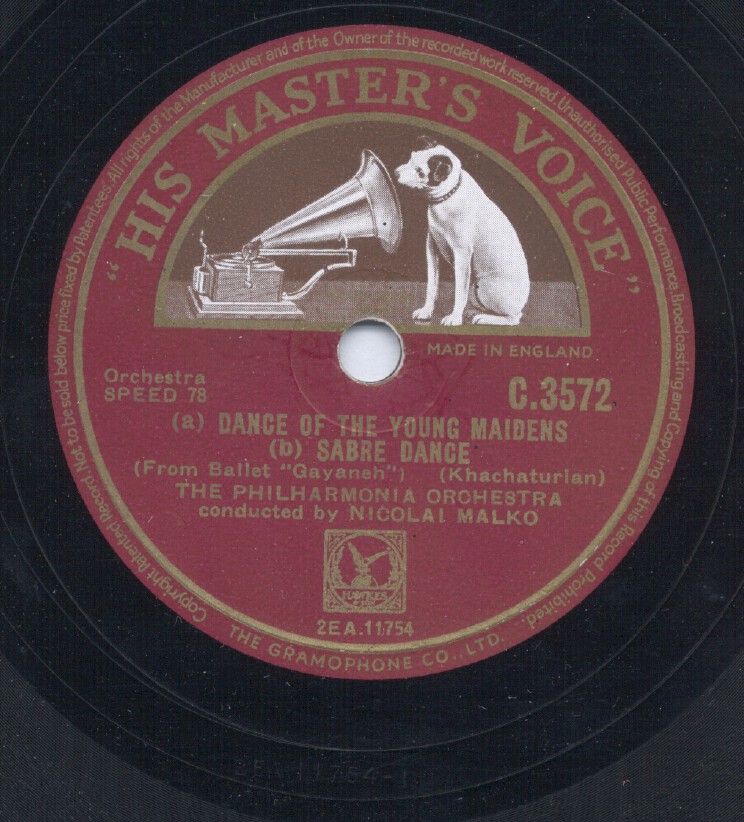 Copyright Patented Record. Not to be sold below price fixed by Patentees. All rights of the Manufacturer and of the Owner of the recorded work reserved. Unauthorised Public Performance, Broadcasting and Copying of this Record Prohibited.
"HIS MASTER'S VOICE"
MADE IN ENGLAND
Orchestra
SPEED 78
C.3572
(a) DANCE OF THE YOUNG MAIDENS
(b) SABRE DANCE
(From Ballet "Gayaneh") (Khachaturian)
THE PHILHARMONIA ORCHESTRA
conducted by NICOLAI MALKO
HAWKES
2EA.11754
THE GRAMOPHONE CO., LTD.